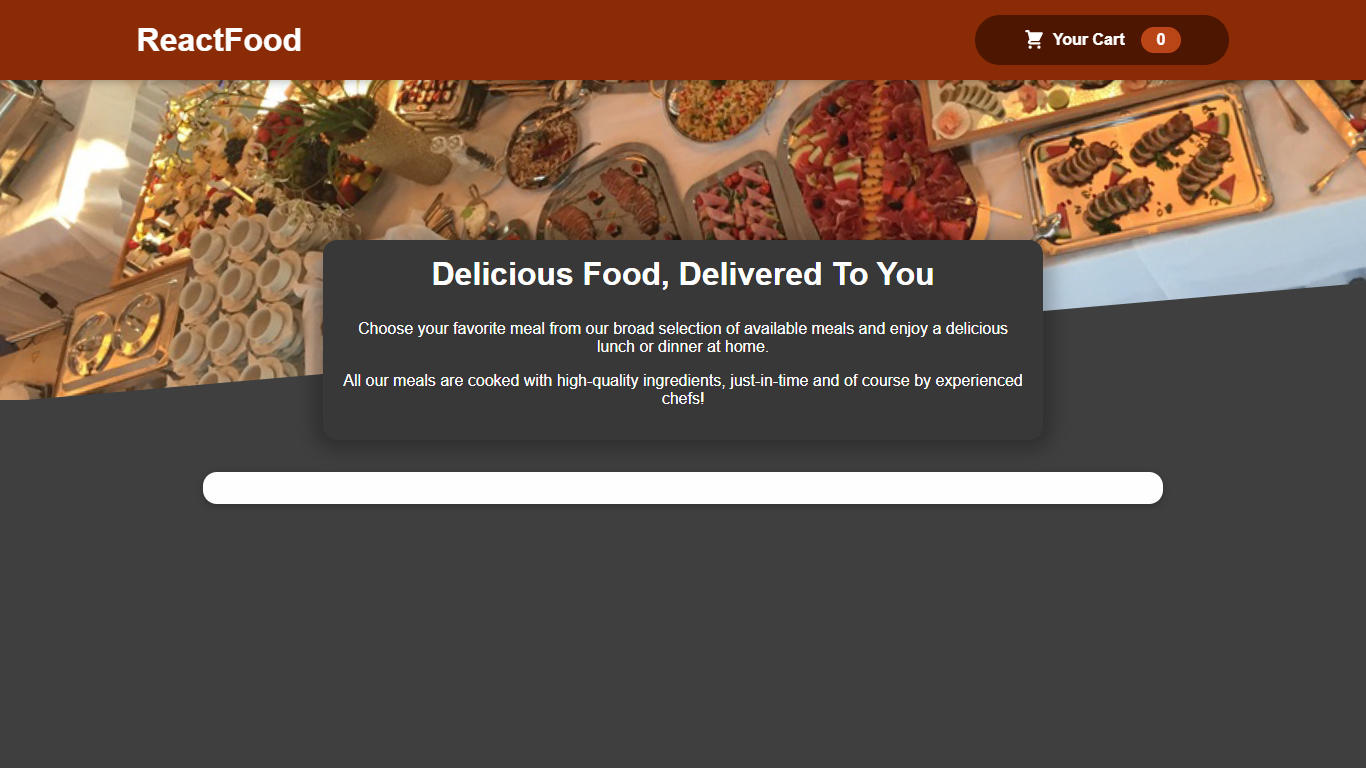 ReactFood
Your Cart 0
Delicious Food, Delivered To You
Choose your favorite meal from our broad selection of available meals and enjoy a delicious
lunch or dinner at home.
All our meals are cooked with high-quality ingredients, just-in-time and of course by experienced
chefs!